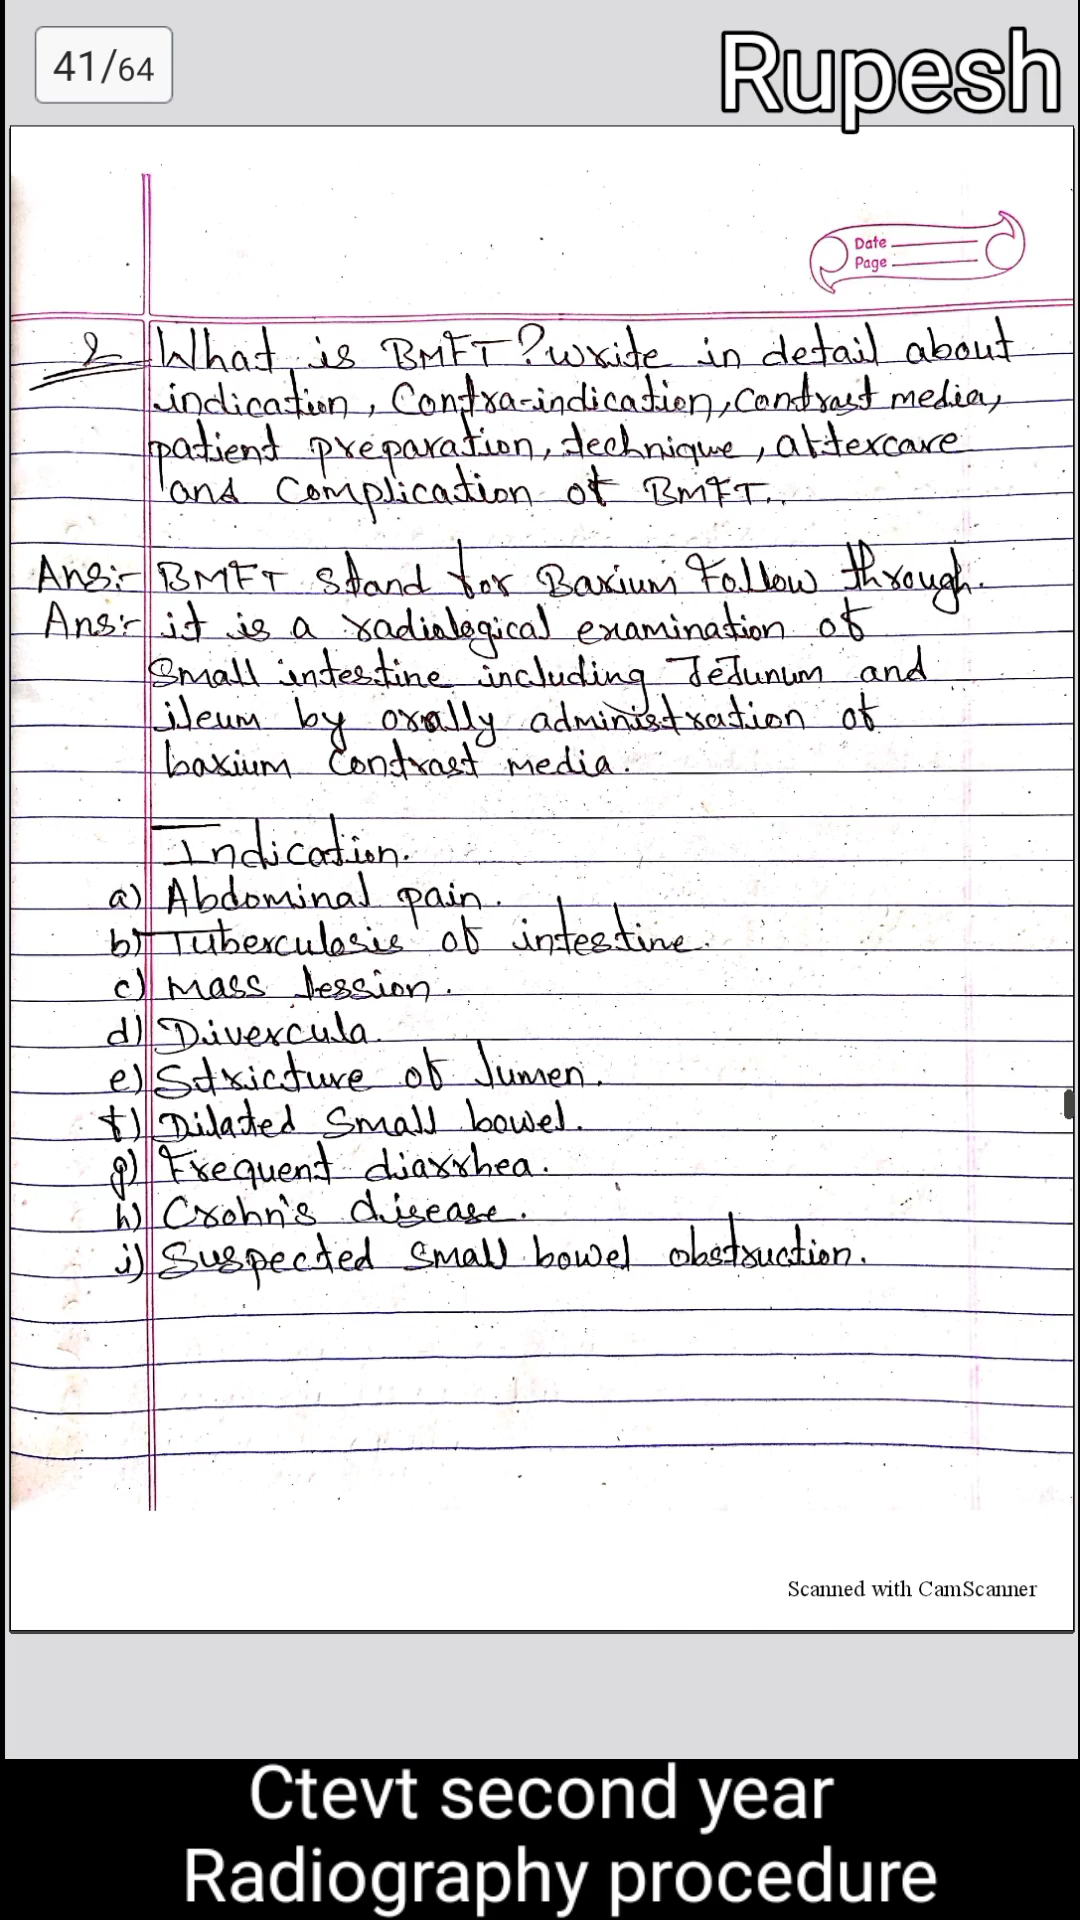 41/64
Rupesh
Date
Page
2 What is BMFT? write in detail about
indication, Contra-indication, contrast media,
patient preparation, technique, aftercare
and Complication of BMFT.
Ans:- BMFT stand for Barium Follow through.
Ans:- it is a radiological examination of
Small intestine including JeJunum and
ileum by orally administration of
barium contrast media.
Indication.
a) Abdominal pain.
b) Tuberculosis of intestine.
c) mass lession.
d) Divercula.
e) Stricture of lumen.
f) Dilated Small bowel.
g) Frequent diarrhea.
h) Crohn's disease.
i) Suspected small bowel obstruction.
Scanned with CamScanner
Ctevt second year
Radiography procedure